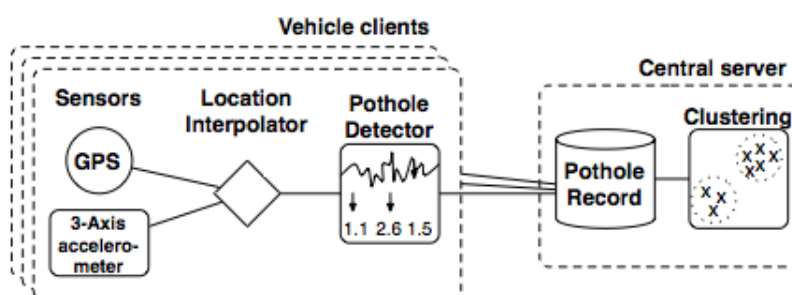 Vehicle clients
Central server
Sensors
Location
Interpolator
Pothole
Detector
Clustering
GPS
3-Axis
accelero-
meter
1.1 2.6 1.5
Pothole
Record
x x x x x
x x x